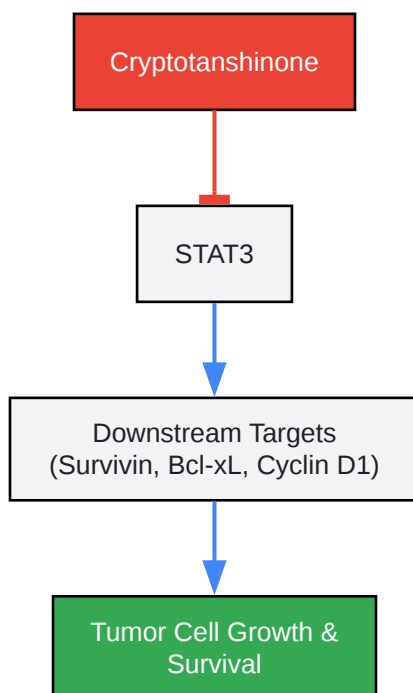 Cryptotanshinone
STAT3
Downstream Targets
(Survivin, Bcl-xL, Cyclin D1)
Tumor Cell Growth &
Survival